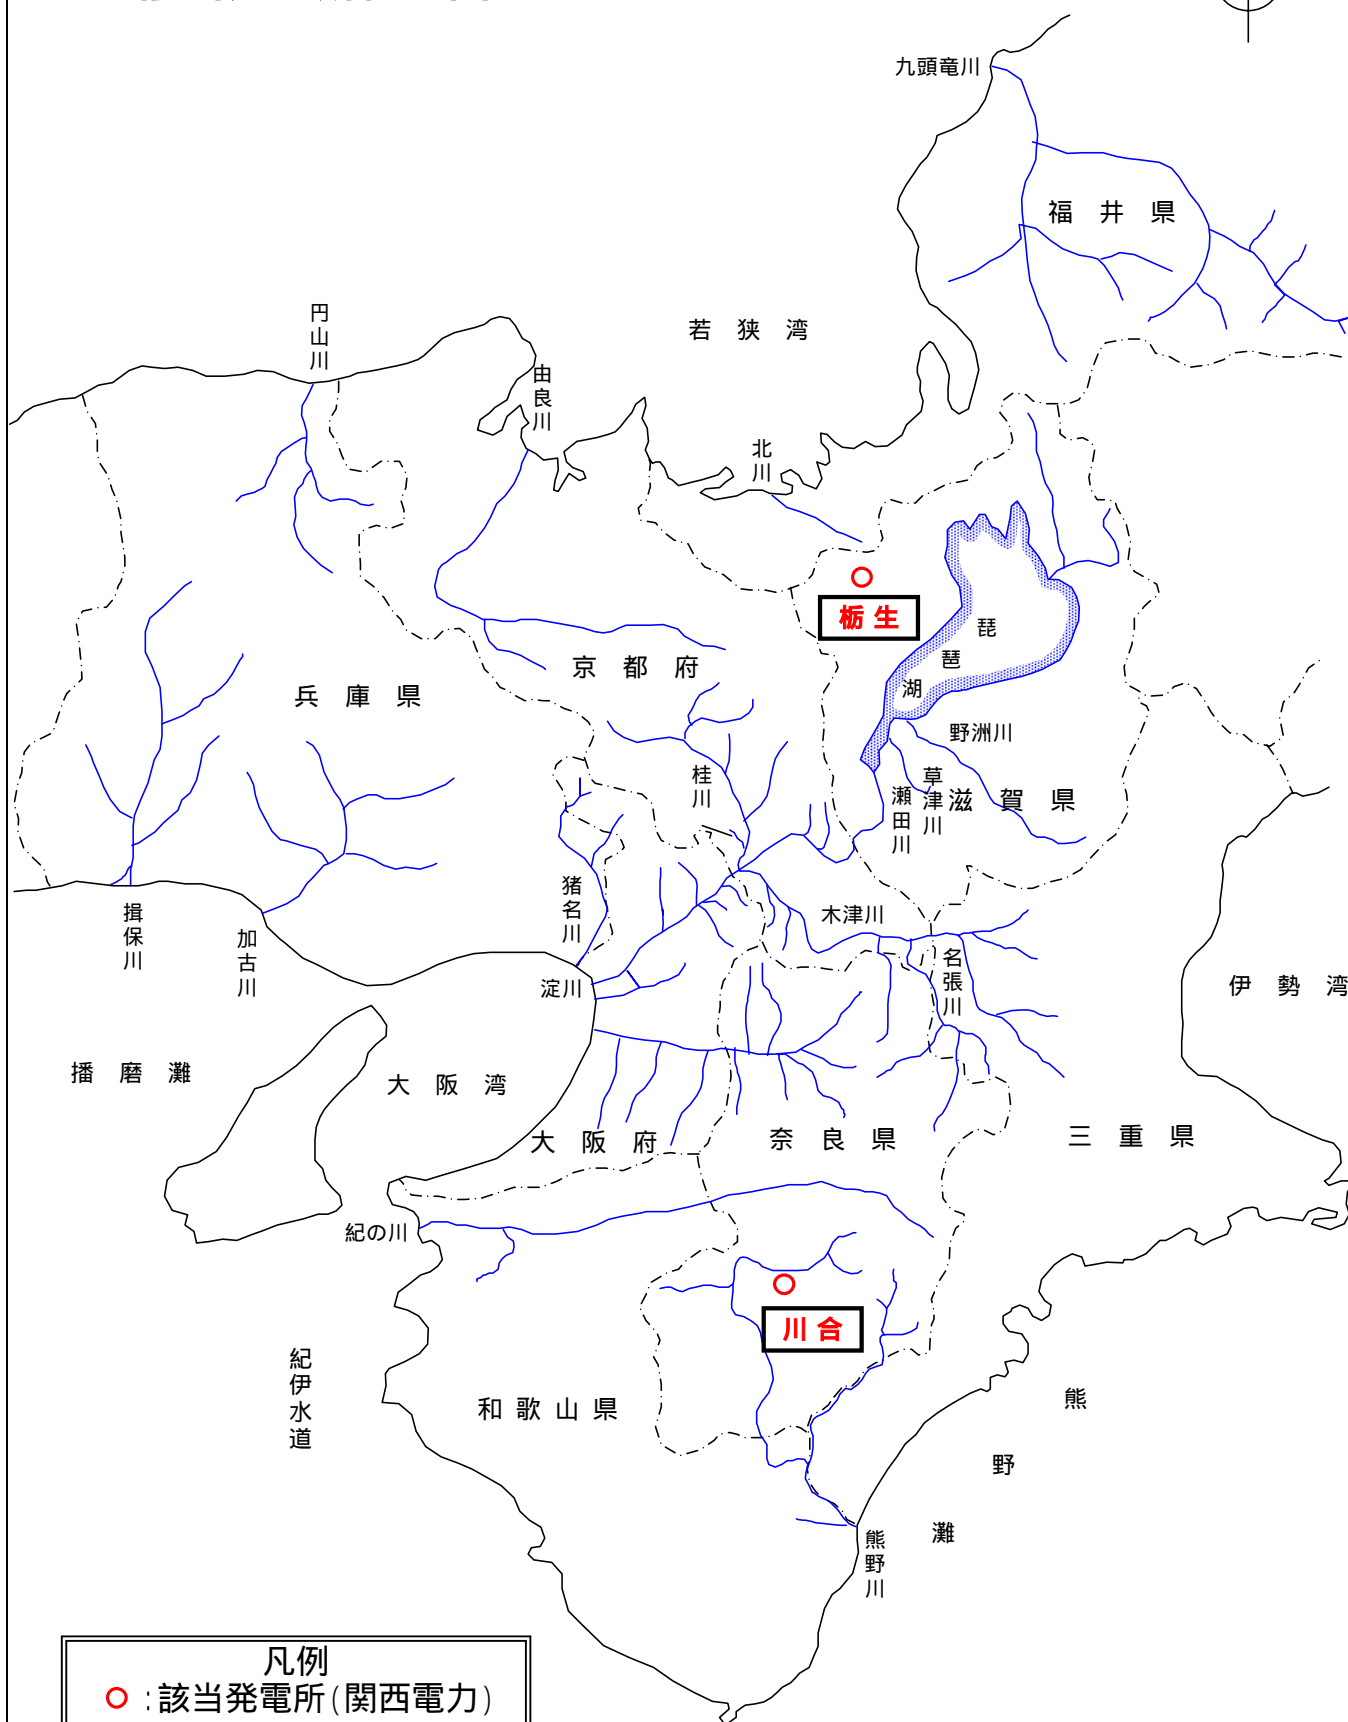 九頭竜川
福井県
円山川
若狭湾
由良川
北川
栃生
琵琶湖
京都府
兵庫県
野洲川
桂川
草津川
瀬田川
滋賀県
猪名川
揖保川
木津川
加古川
名張川
淀川
伊勢湾
播磨灘
大阪湾
大阪府
奈良県
三重県
紀の川
川合
紀伊水道
和歌山県
熊野灘
熊野川
凡例
○:該当発電所(関西電力)